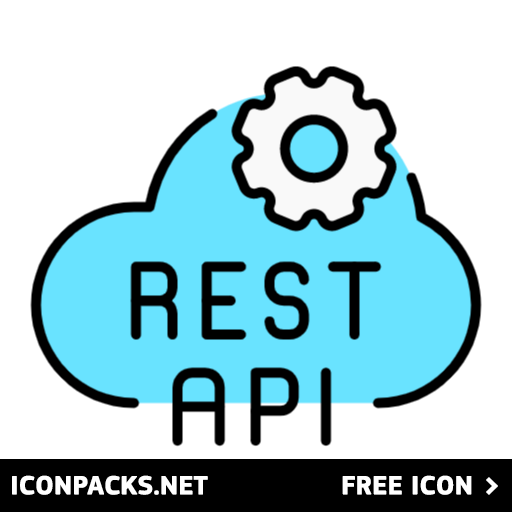 REST
API
ICONPACKS.NET FREE ICON >